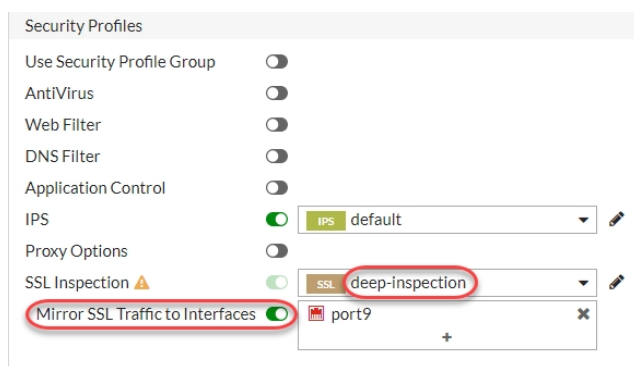 Security Profiles
Use Security Profile Group
AntiVirus
Web Filter
DNS Filter
Application Control
IPS IPS default
Proxy Options
SSL Inspection SSL deep-inspection
Mirror SSL Traffic to Interfaces port9
+